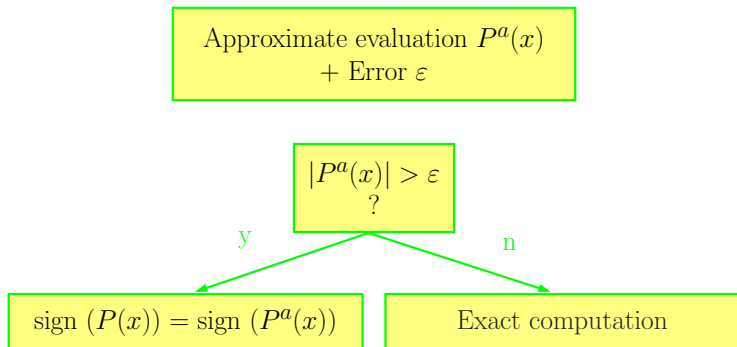 Approximate evaluation P^a(x)
+ Error ε
|P^a(x)| > ε
?
y
n
sign (P(x)) = sign (P^a(x))
Exact computation